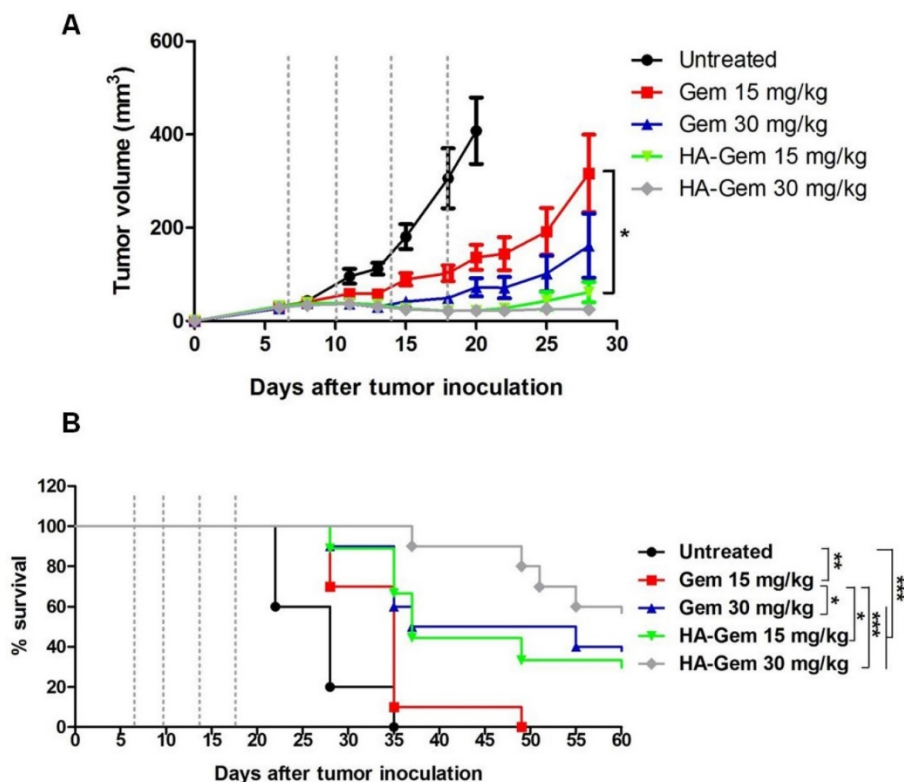 A
Tumor volume (mm³)
600
400
200
0
0 5 10 15 20 25 30
Days after tumor inoculation
Untreated
Gem 15 mg/kg
Gem 30 mg/kg
HA-Gem 15 mg/kg
HA-Gem 30 mg/kg
*
B
% survival
120
100
80
60
40
20
0
0 5 10 15 20 25 30 35 40 45 50 55 60
Days after tumor inoculation
Untreated
Gem 15 mg/kg
Gem 30 mg/kg
HA-Gem 15 mg/kg
HA-Gem 30 mg/kg
**
*
*
***
***